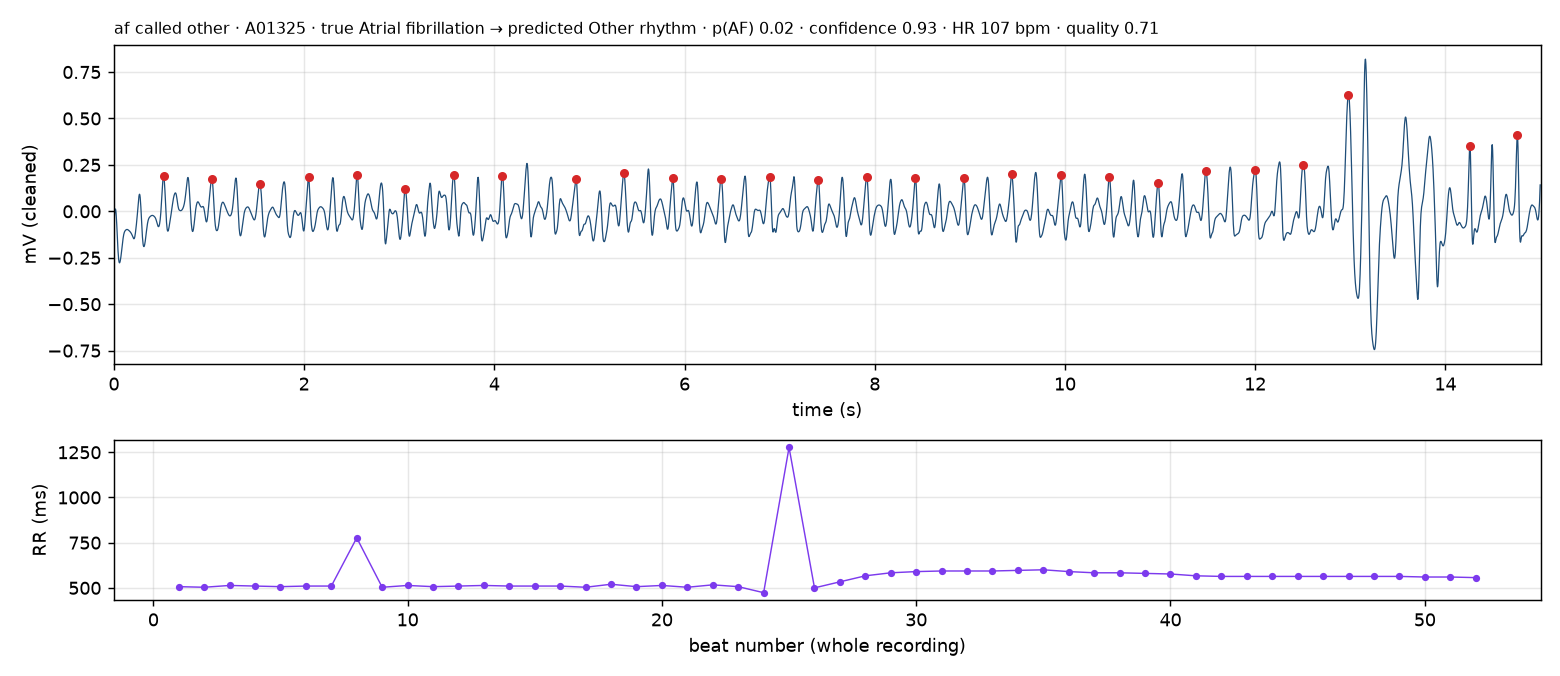 af called other · A01325 · true Atrial fibrillation → predicted Other rhythm · p(AF) 0.02 · confidence 0.93 · HR 107 bpm · quality 0.71
mV (cleaned)
0.75
0.50
0.25
0.00
−0.25
−0.50
−0.75
0 2 4 6 8 10 12 14
time (s)
RR (ms)
1250
1000
750
500
0 10 20 30 40 50
beat number (whole recording)